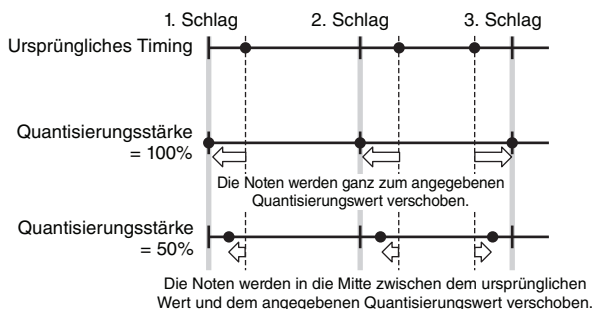 1. Schlag 2. Schlag 3. Schlag
Ursprüngliches Timing
Quantisierungsstärke
= 100%
Die Noten werden ganz zum angegebenen
Quantisierungswert verschoben.
Quantisierungsstärke
= 50%
Die Noten werden in die Mitte zwischen dem ursprünglichen
Wert und dem angegebenen Quantisierungswert verschoben.